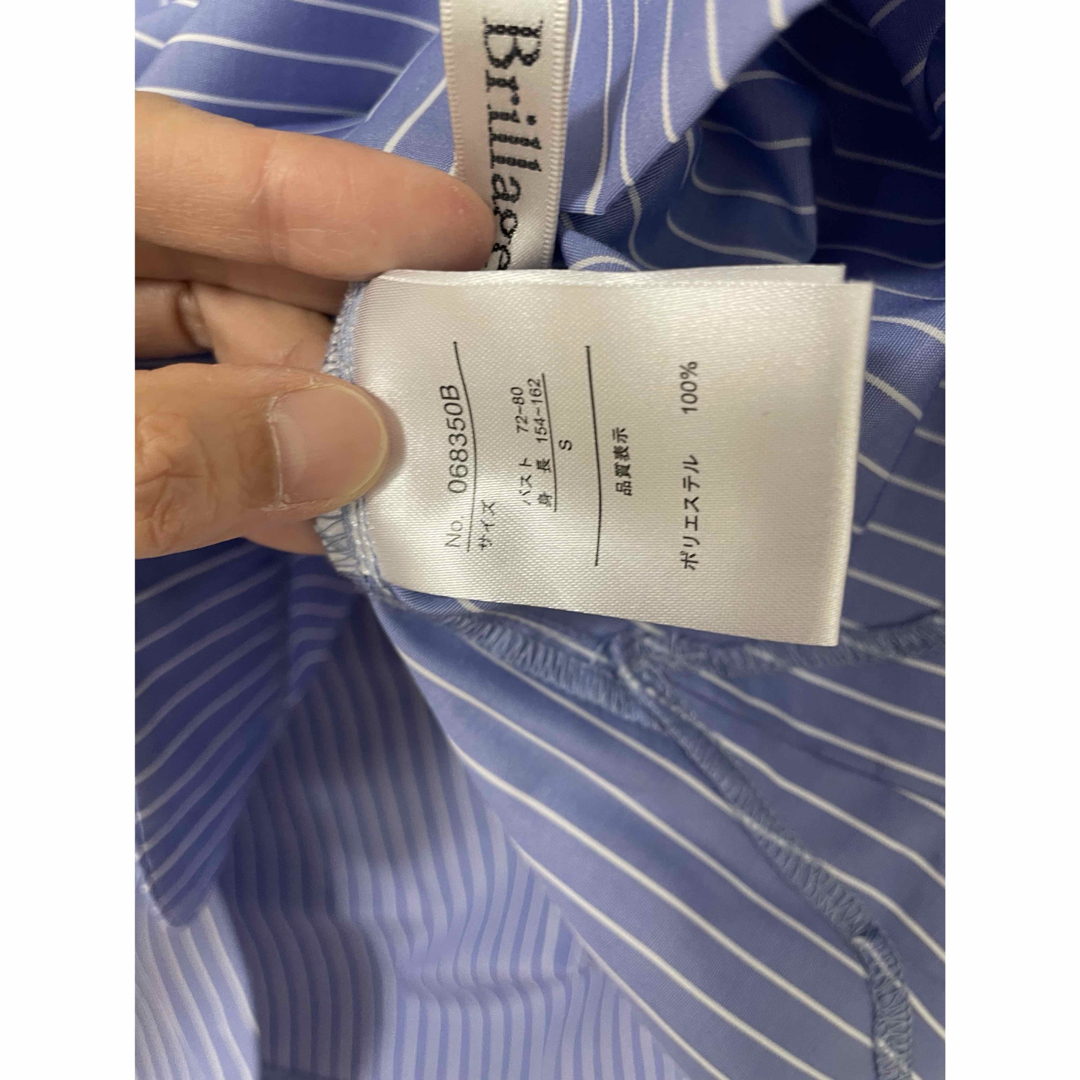 Brillage
No. 068350B
サイズ
バスト 72-80
身 長 154-162
S
品質表示
ポリエステル 100%